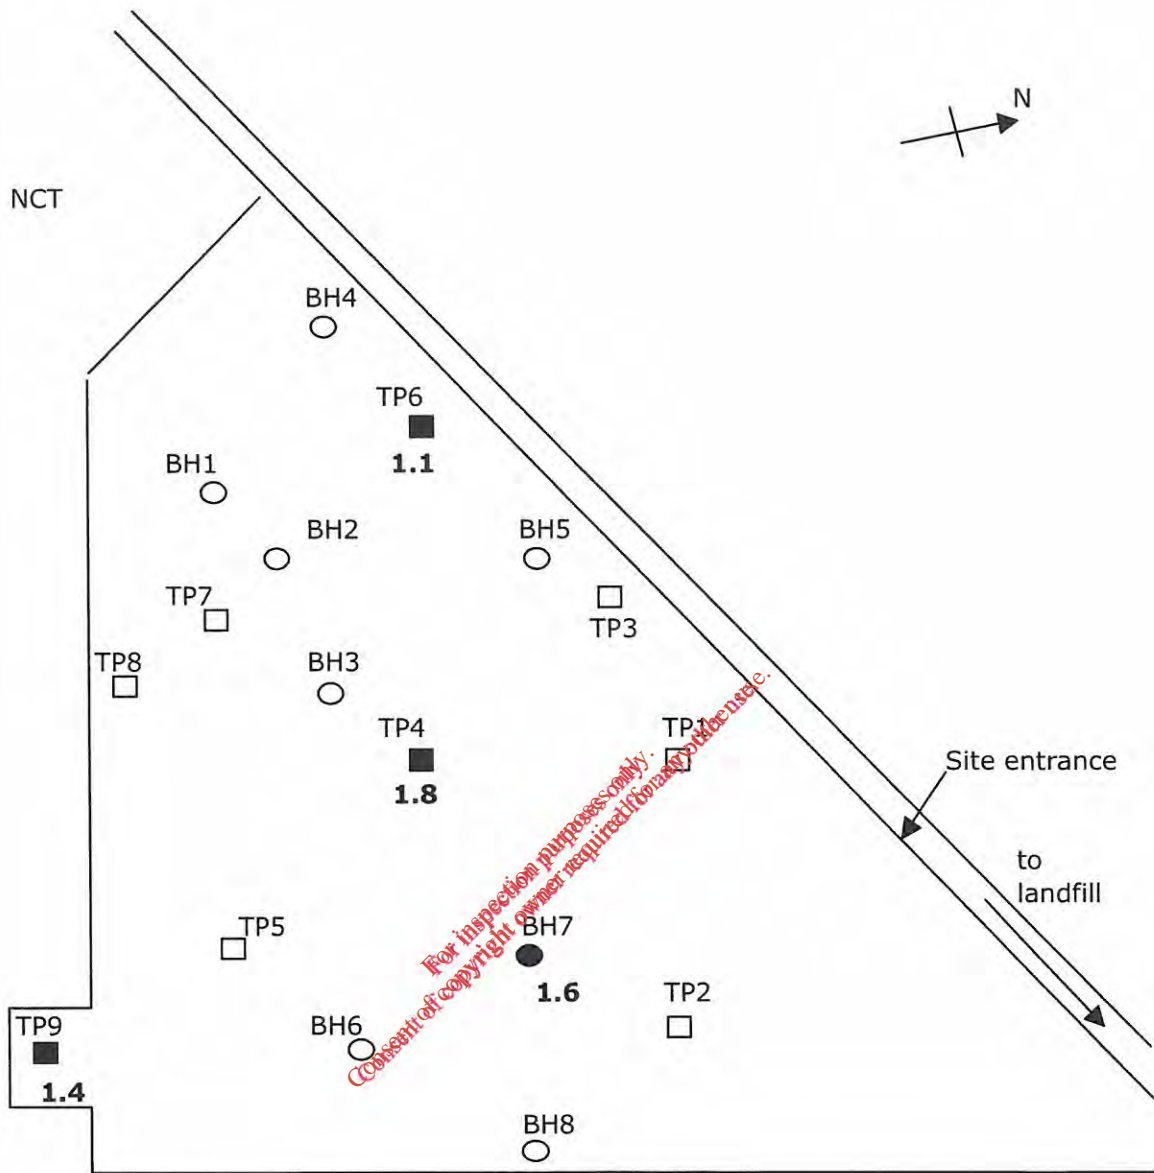 N
NCT
BH4
TP6
1.1
BH1
BH2
BH5
TP7
TP3
TP8
BH3
TP4
TP1
1.8
Site entrance
to
landfill
TP5
BH7
1.6
TP2
TP9
BH6
1.4
BH8
For inspection purposes only.
Consent of copyright owner required for any other use.